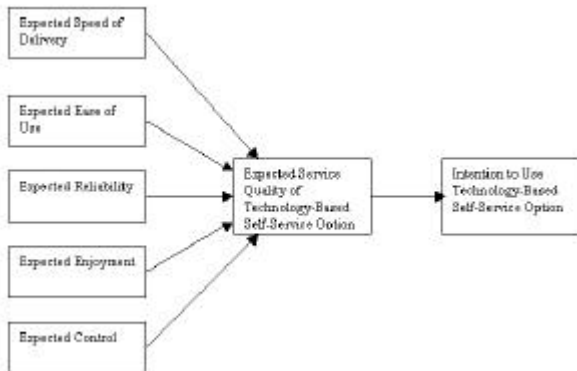 Expected Speed of
Delivery
Expected Ease of
Use
Expected Reliability
Expected Enjoyment
Expected Control
Expected Service
Quality of
Technology-Based
Self-Service Option
Intention to Use
Technology-Based
Self-Service Option